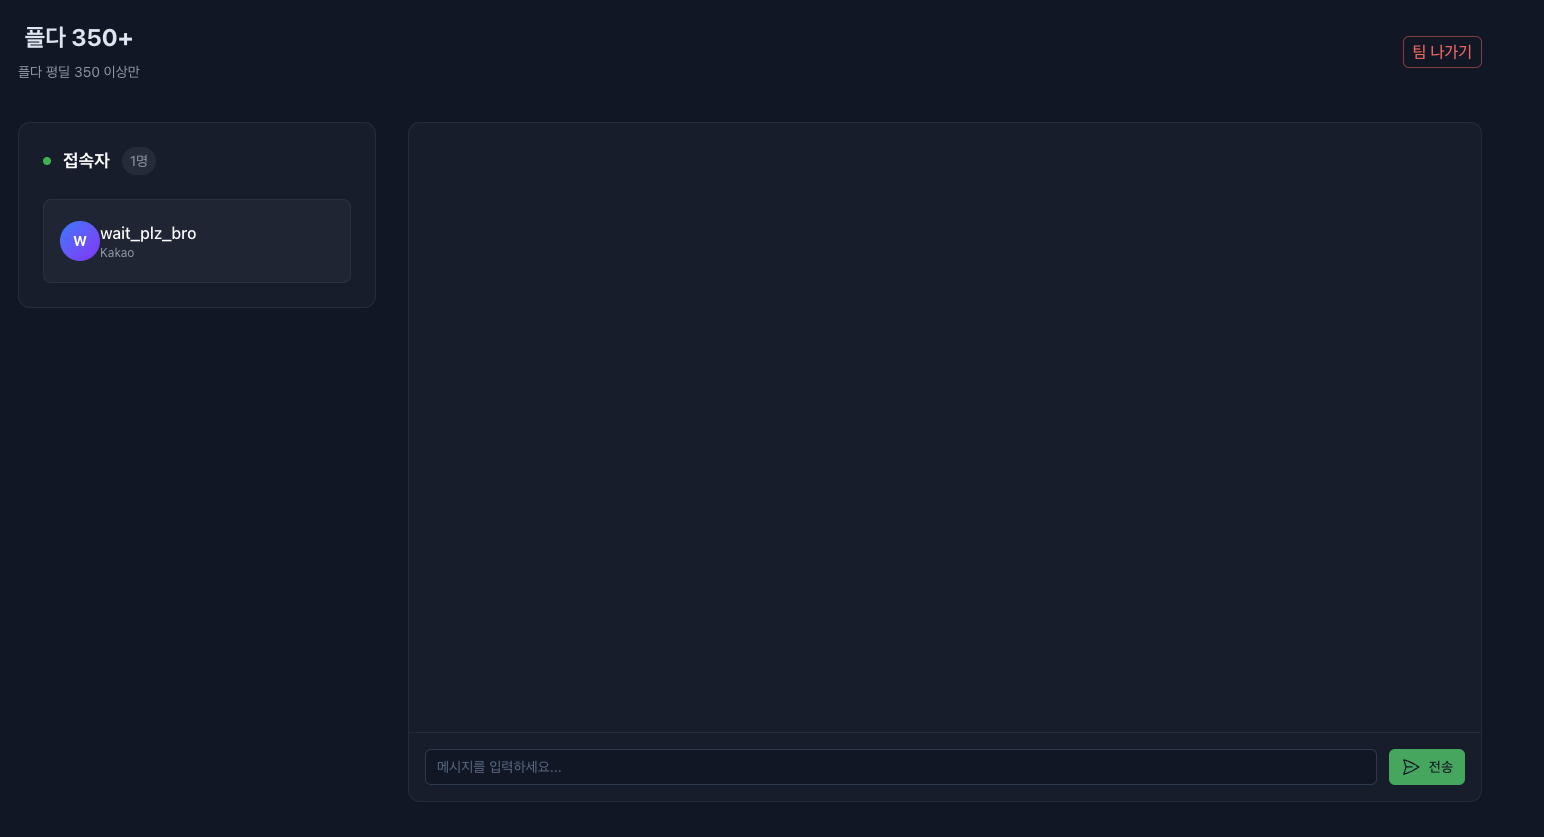 플다 350+
플다 평딜 350 이상만
팀 나가기
접속자 1명
W
wait_plz_bro
Kakao
메시지를 입력하세요...
전송